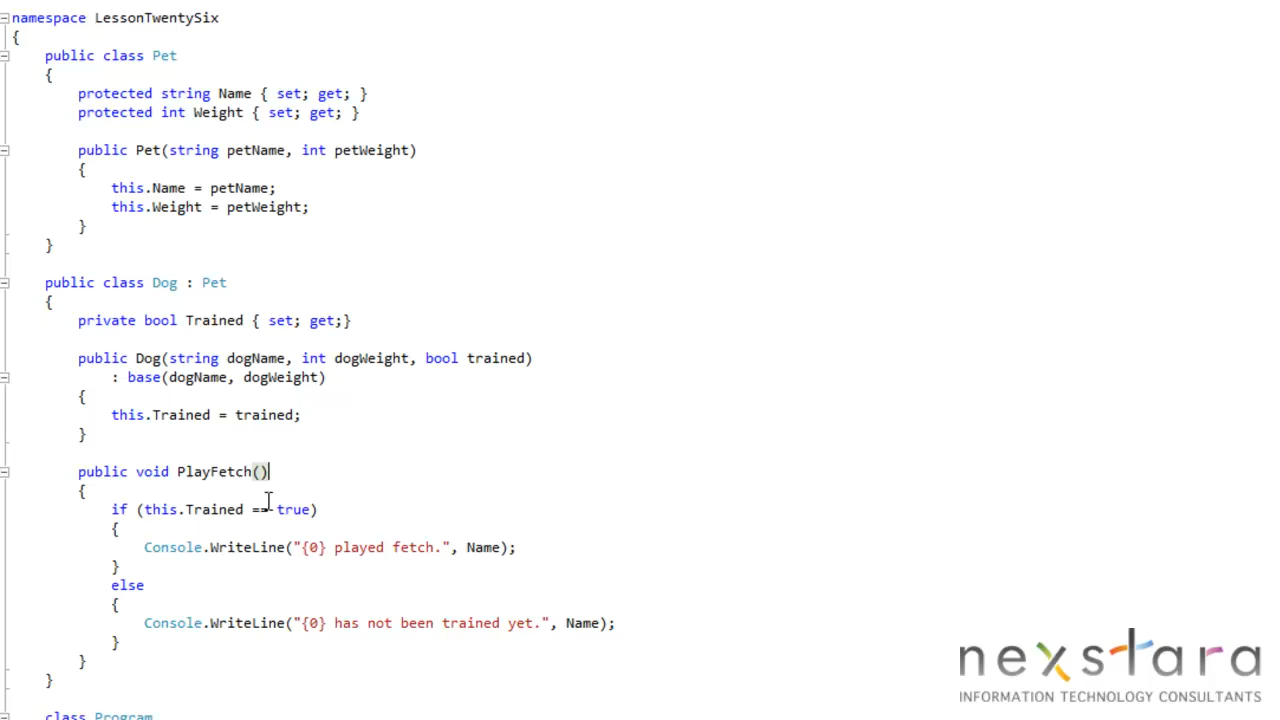 namespace LessonTwentySix
{
public class Pet
{
protected string Name { set; get; }
protected int Weight { set; get; }
public Pet(string petName, int petWeight)
{
this.Name = petName;
this.Weight = petWeight;
}
}
public class Dog : Pet
{
private bool Trained { set; get;}
public Dog(string dogName, int dogWeight, bool trained)
: base(dogName, dogWeight)
{
this.Trained = trained;
}
public void PlayFetch()
{
if (this.Trained == true)
{
Console.WriteLine("{0} played fetch.", Name);
}
else
{
Console.WriteLine("{0} has not been trained yet.", Name);
}
}
}
class Program
nexstara
INFORMATION TECHNOLOGY CONSULTANTS